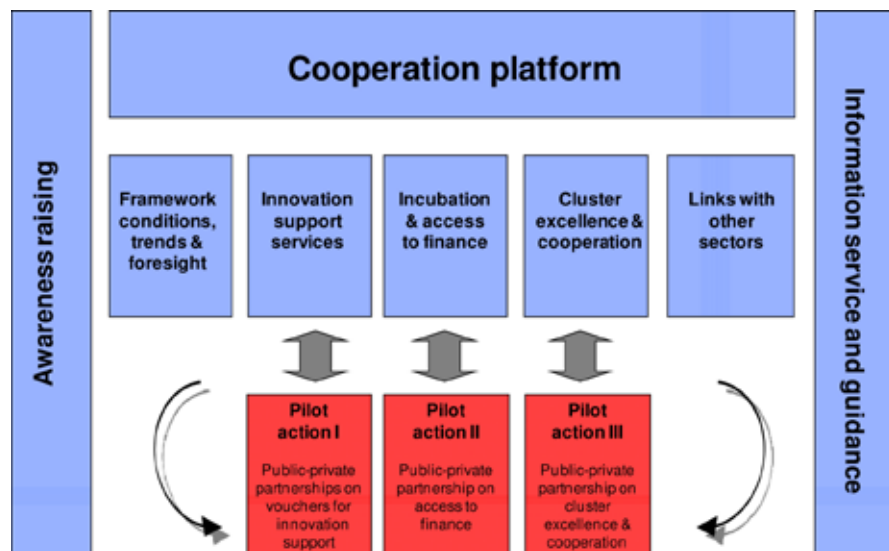 Cooperation platform
Awareness raising
Framework
conditions,
trends &
foresight
Innovation
support
services
Incubation
& access
to finance
Cluster
excellence &
cooperation
Links with
other
sectors
Information service and guidance
Pilot
action I
Public-private
partnerships on
vouchers for
innovation
support
Pilot
action II
Public-private
partnership on
access to
finance
Pilot
action III
Public-private
partnership on
cluster
excellence &
cooperation